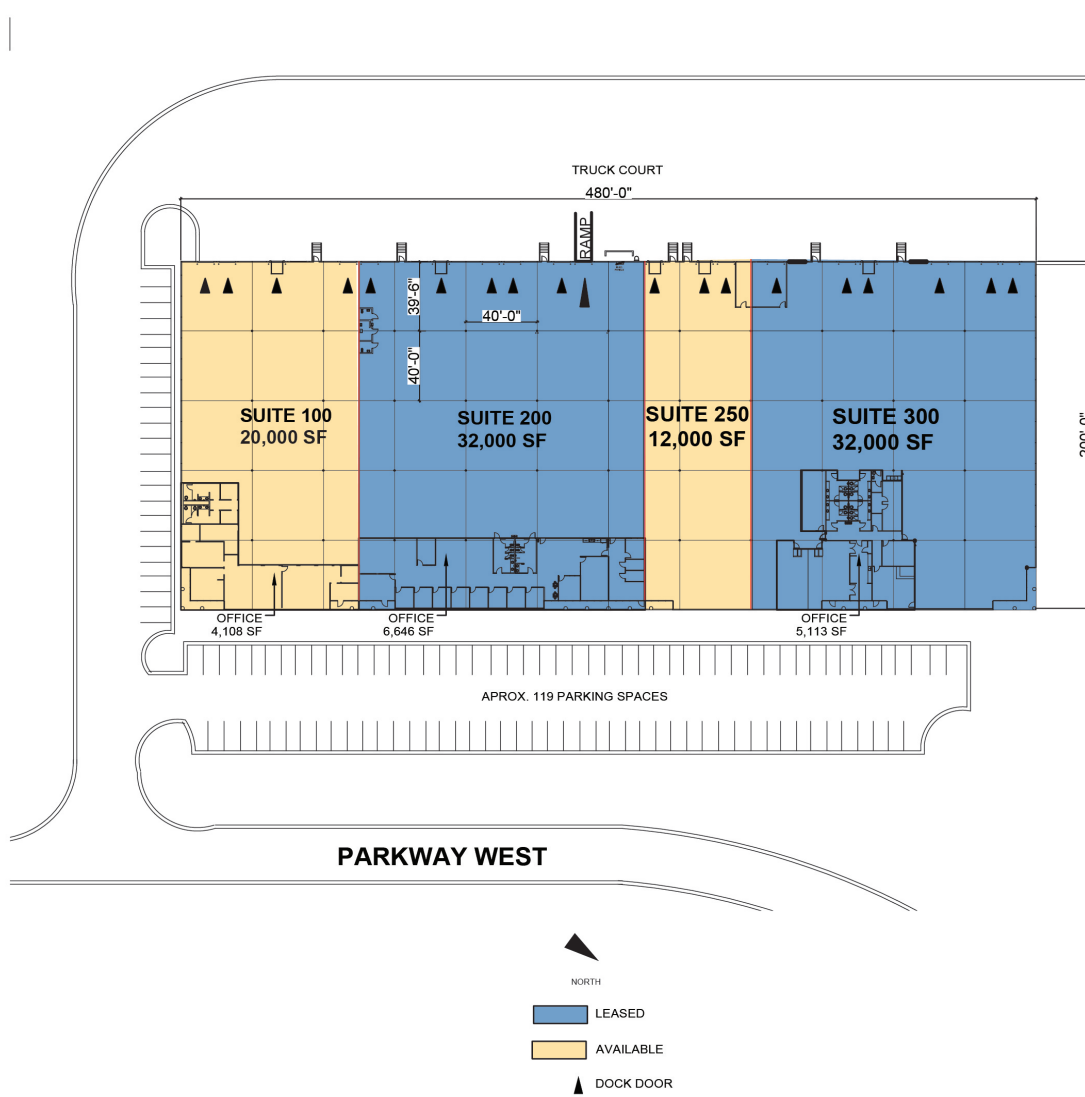 TRUCK COURT
480'-0"
RAMP
39'-6"
40'-0"
40'-0"
200'-0"
SUITE 100
20,000 SF
SUITE 200
32,000 SF
SUITE 250
12,000 SF
SUITE 300
32,000 SF
OFFICE
4,108 SF
OFFICE
6,646 SF
OFFICE
5,113 SF
APROX. 119 PARKING SPACES
PARKWAY WEST
NORTH
LEASED
AVAILABLE
DOCK DOOR